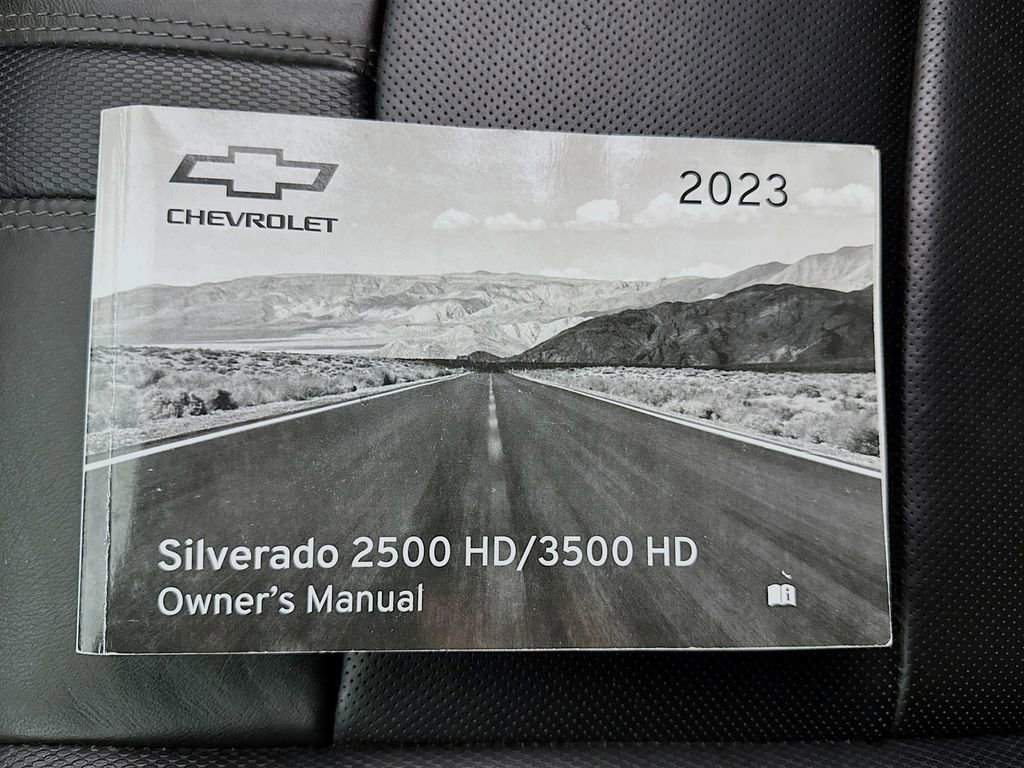 CHEVROLET
2023
Silverado 2500 HD/3500 HD
Owner's Manual